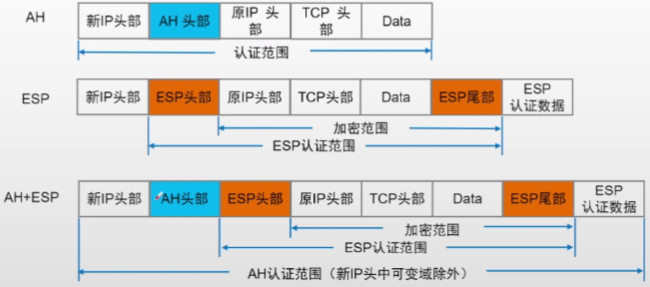 AH
新IP头部
AH 头部
原IP 头
部
TCP 头
部
Data
认证范围
ESP
新IP头部
ESP头部
原IP头部
TCP头部
Data
ESP尾部
ESP
认证数据
加密范围
ESP认证范围
AH+ESP
新IP头部
AH头部
ESP头部
原IP头部
TCP头部
Data
ESP尾部
ESP
认证数据
加密范围
ESP认证范围
AH认证范围（新IP头中可变域除外）